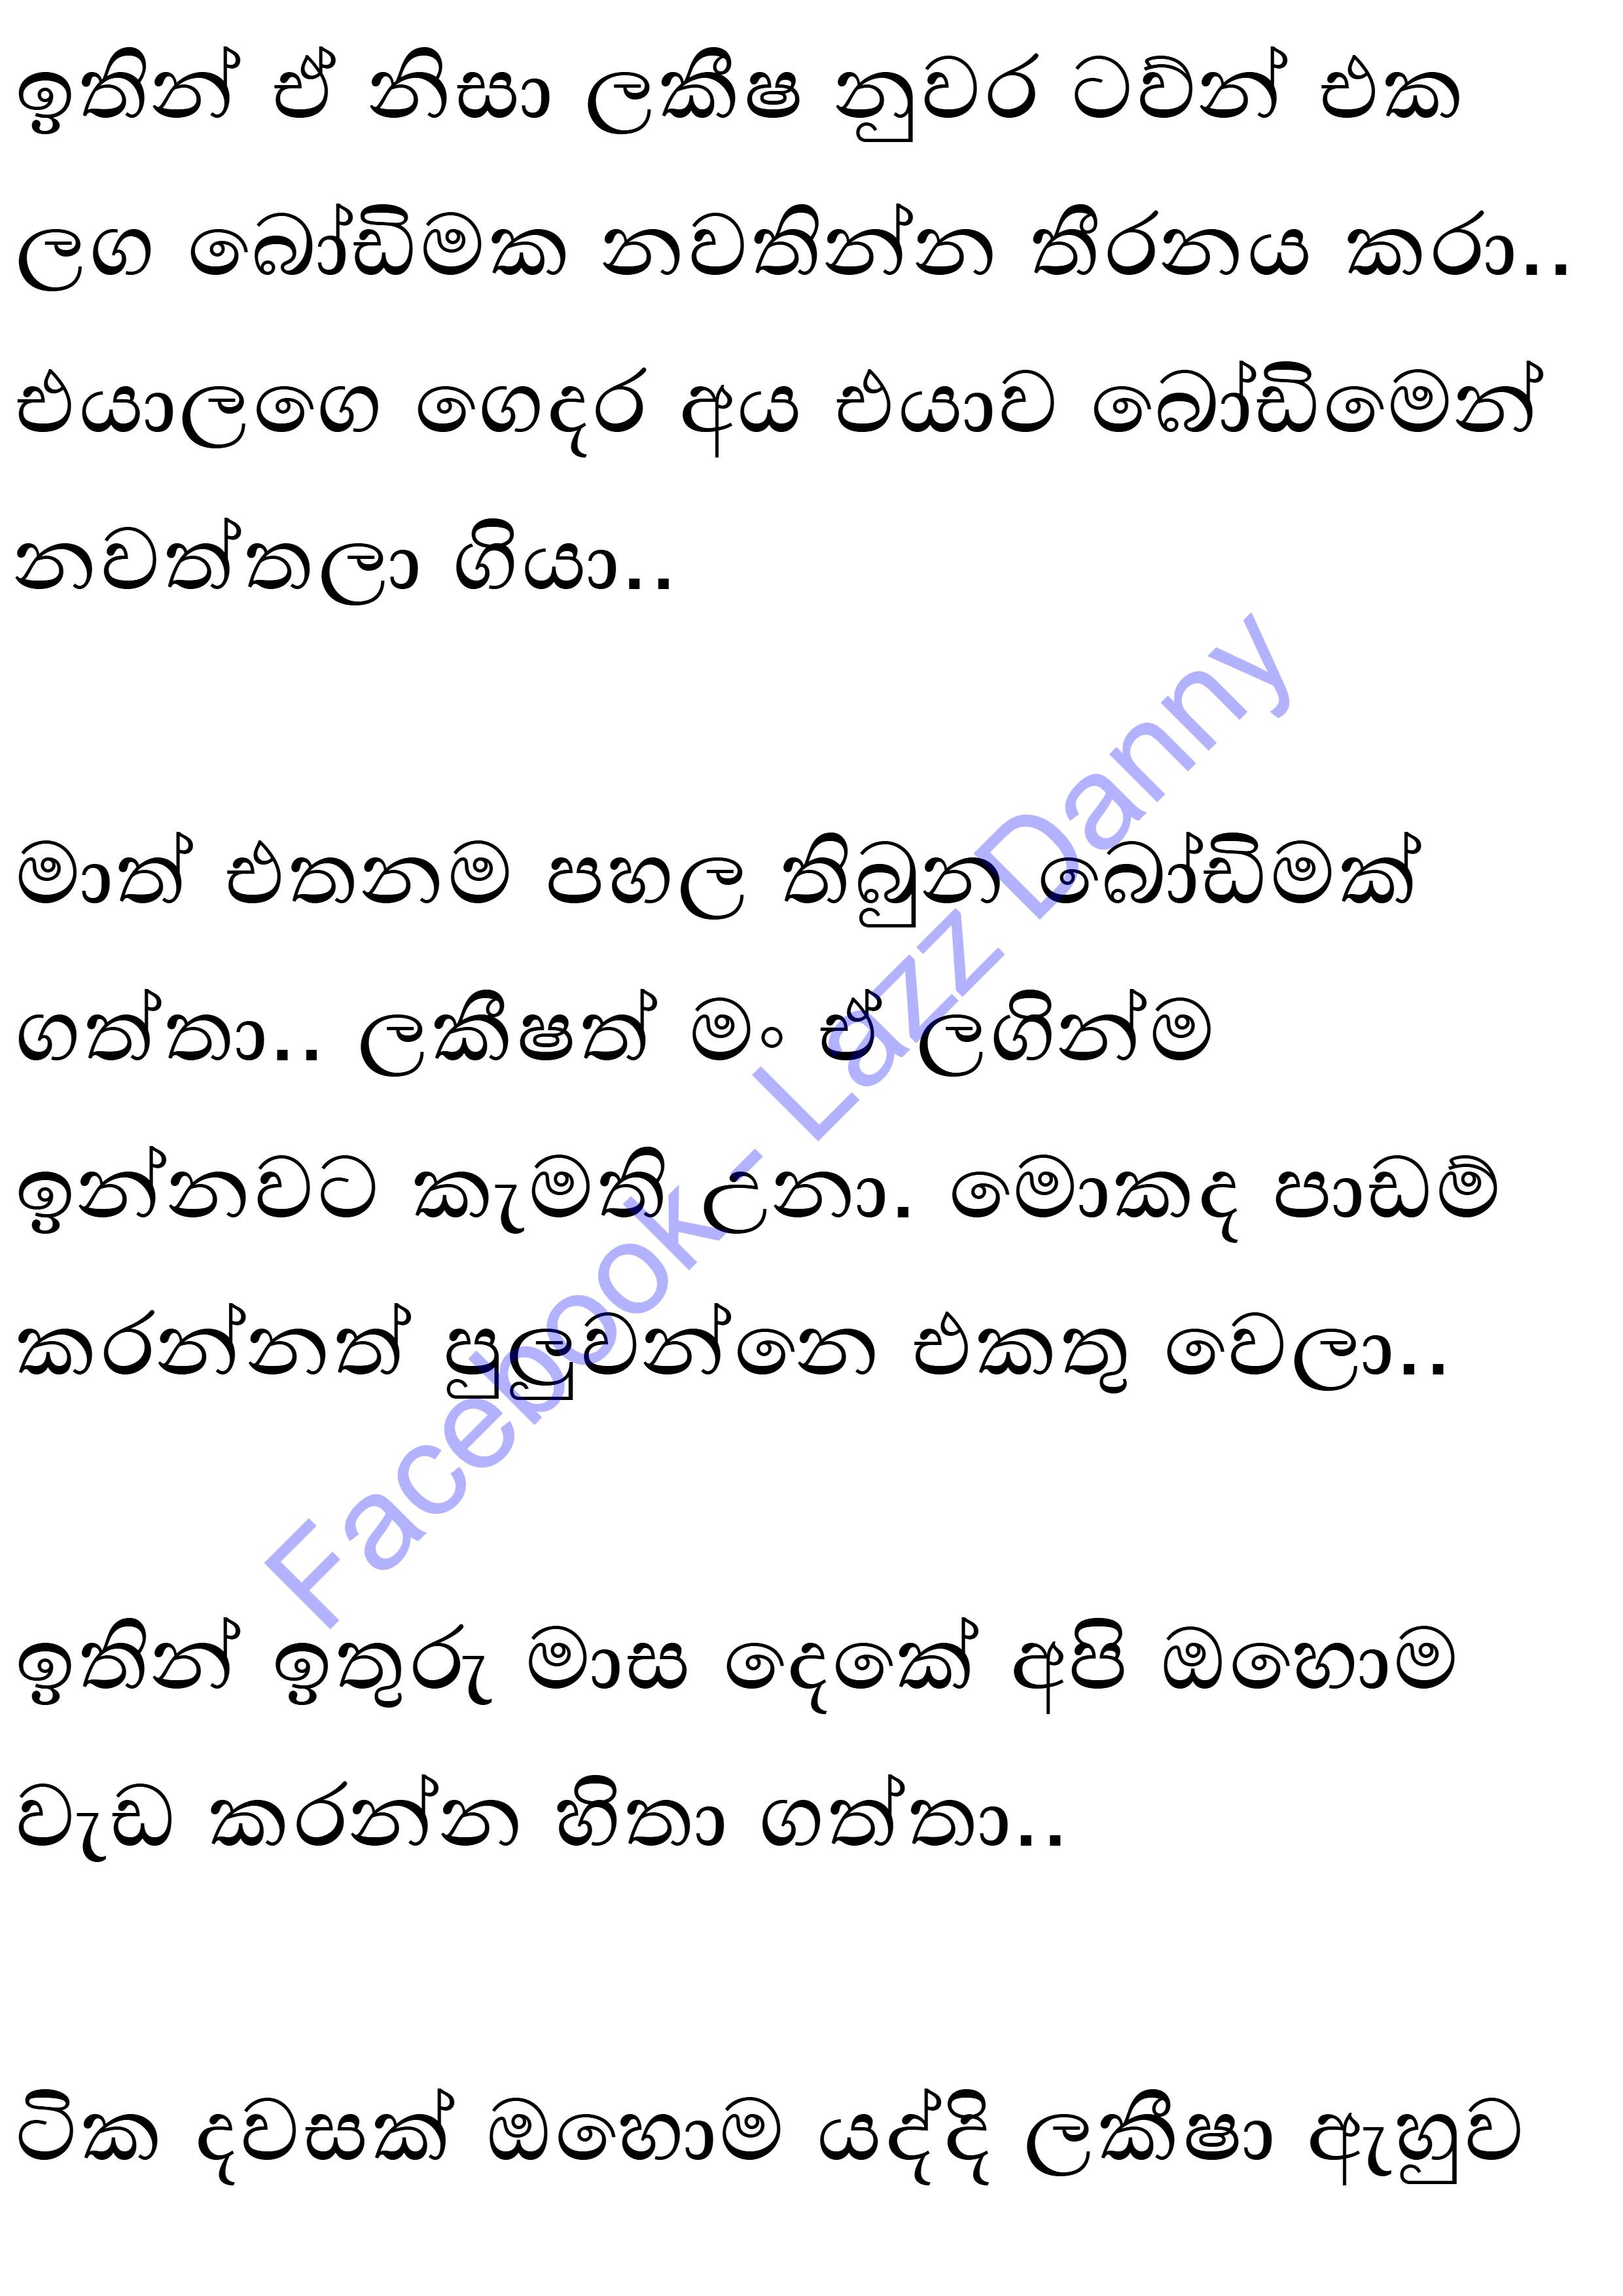 ඉතින් ඒ නිසා ලකීෂ නුවර ටව්න් එක
ලග බෝඩිමක නවතින්න තීරනය කරා..
එයාලගෙ ගෙදර අය එයාව බෝඩිමෙන්
නවත්තලා ගියා..
මාත් එතනම පහල තිබුන බෝඩිමක්
ගත්තා.. ලකීෂත් මං ඒ ලගින්ම
ඉන්නවට කැමති උනා. මොකද පාඩම්
කරන්නත් පුලුවන්නෙ එකතු වෙලා..
ඉතින් ඉතුරු මාස දෙකේ අපි ඔහොම
වැඩ කරන්න හිතා ගත්තා..
ටික දවසක් ඔහොම යද්දි ලකීෂා ඇහුව
Facebook - Lazz Danny